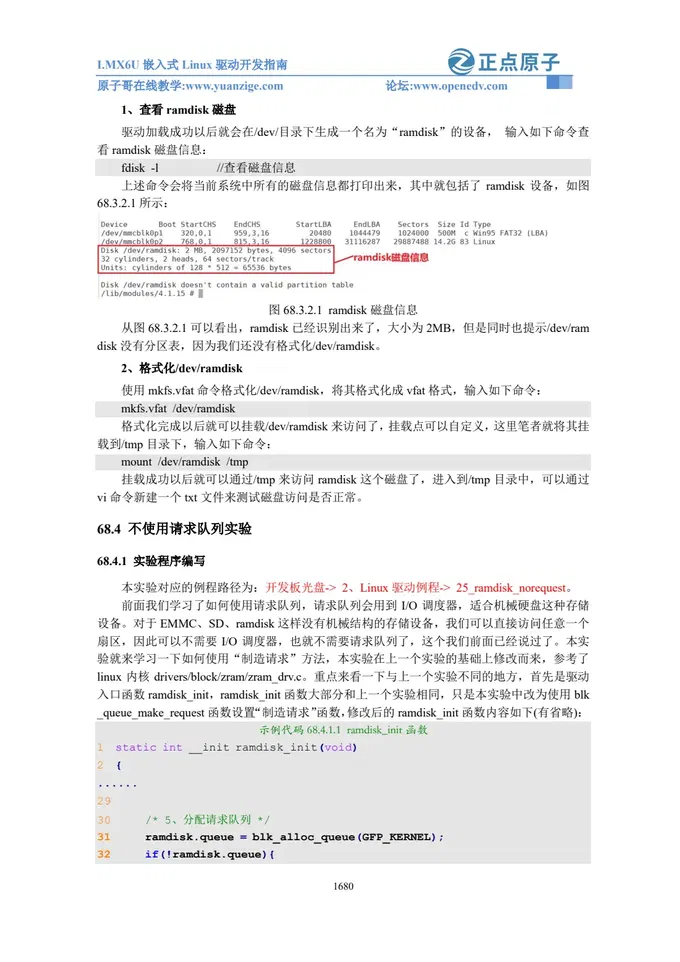 I.MX6U 嵌入式 Linux 驱动开发指南
正点原子
原子哥在线教学:www.yuanzige.com 论坛:www.openedv.com
1、查看 ramdisk 磁盘
驱动加载成功以后就会在/dev/目录下生成一个名为“ramdisk”的设备， 输入如下命令查
看 ramdisk 磁盘信息：
fdisk -l //查看磁盘信息
上述命令会将当前系统中所有的磁盘信息都打印出来，其中就包括了 ramdisk 设备，如图
68.3.2.1 所示：
Device Boot StartCHS EndCHS StartLBA EndLBA Sectors Size Id Type
/dev/mmcblk0p1 320,0,1 959,3,16 20480 1044479 1024000 500M c Win95 FAT32 (LBA)
/dev/mmcblk0p2 768,0,1 815,3,16 1228800 31116287 29887488 14.2G 83 Linux
Disk /dev/ramdisk: 2 MB, 2097152 bytes, 4096 sectors
32 cylinders, 2 heads, 64 sectors/track
ramdisk磁盘信息
Units: cylinders of 128 * 512 = 65536 bytes
Disk /dev/ramdisk doesn't contain a valid partition table
/lib/modules/4.1.15 #
图 68.3.2.1 ramdisk 磁盘信息
从图 68.3.2.1 可以看出，ramdisk 已经识别出来了，大小为 2MB，但是同时也提示/dev/ram
disk 没有分区表，因为我们还没有格式化/dev/ramdisk。
2、格式化/dev/ramdisk
使用 mkfs.vfat 命令格式化/dev/ramdisk，将其格式化成 vfat 格式，输入如下命令：
mkfs.vfat /dev/ramdisk
格式化完成以后就可以挂载/dev/ramdisk 来访问了，挂载点可以自定义，这里笔者就将其挂
载到/tmp 目录下，输入如下命令：
mount /dev/ramdisk /tmp
挂载成功以后就可以通过/tmp 来访问 ramdisk 这个磁盘了，进入到/tmp 目录中，可以通过
vi 命令新建一个 txt 文件来测试磁盘访问是否正常。
68.4 不使用请求队列实验
68.4.1 实验程序编写
本实验对应的例程路径为：开发板光盘-> 2、Linux 驱动例程-> 25_ramdisk_norequest。
前面我们学习了如何使用请求队列，请求队列会用到 I/O 调度器，适合机械硬盘这种存储
设备。对于 EMMC、SD、ramdisk 这样没有机械结构的存储设备，我们可以直接访问任意一个
扇区，因此可以不需要 I/O 调度器，也就不需要请求队列了，这个我们前面已经说过了。本实
验就来学习一下如何使用“制造请求”方法，本实验在上一个实验的基础上修改而来，参考了
linux 内核 drivers/block/zram/zram_drv.c。重点来看一下与上一个实验不同的地方，首先是驱动
入口函数 ramdisk_init，ramdisk_init 函数大部分和上一个实验相同，只是本实验中改为使用 blk
_queue_make_request 函数设置“制造请求”函数，修改后的 ramdisk_init 函数内容如下(有省略)：
示例代码 68.4.1.1 ramdisk_init 函数
1 static int __init ramdisk_init(void)
2 {
......
29
30 /* 5、分配请求队列 */
31 ramdisk.queue = blk_alloc_queue(GFP_KERNEL);
32 if(!ramdisk.queue){
1680